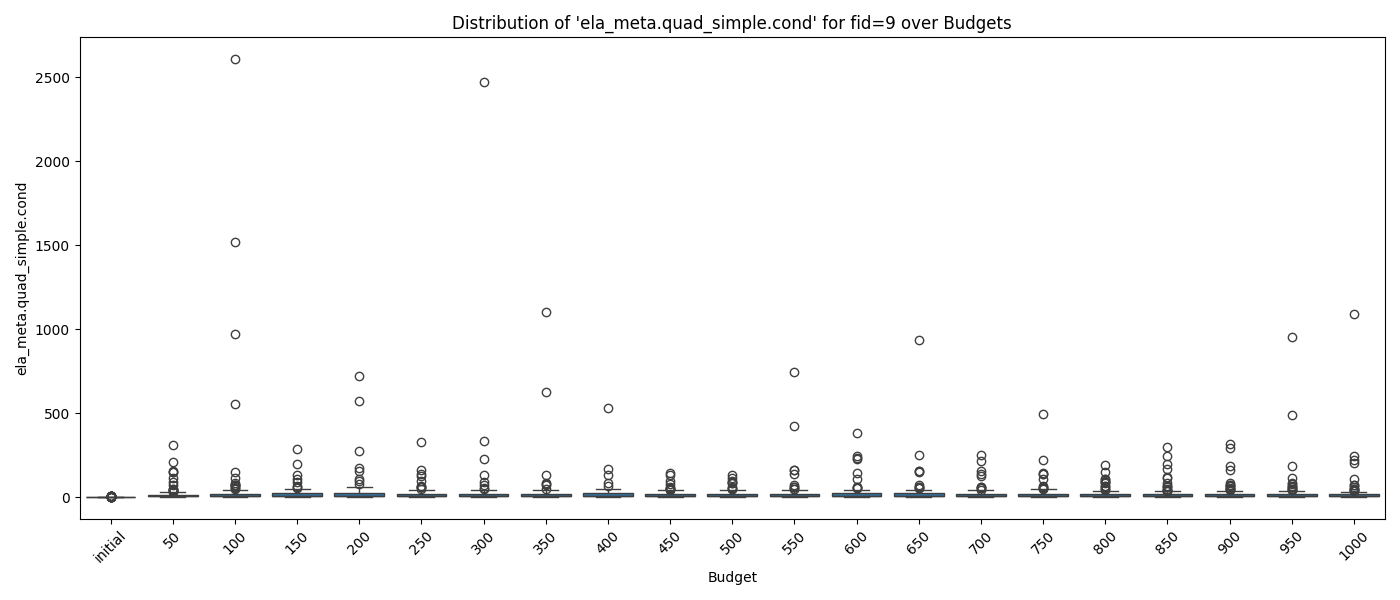 Distribution of 'ela_meta.quad_simple.cond' for fid=9 over Budgets
ela_meta.quad_simple.cond
2500
2000
1500
1000
500
0
initial 50 100 150 200 250 300 350 400 450 500 550 600 650 700 750 800 850 900 950 1000
Budget